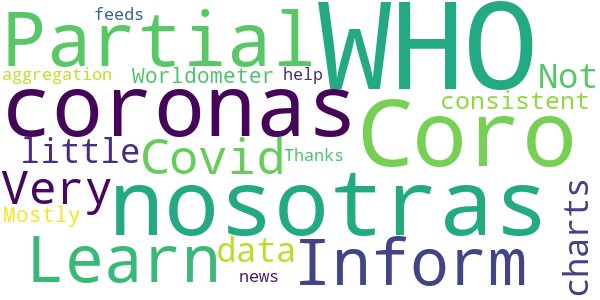 feeds
Partial
WHO
aggregation
Worldometer
help
Not
coronas
Coro
consistent
little
Covid
Thanks
Very
nosotras
charts
Mostly
Learn
data
Inform
news